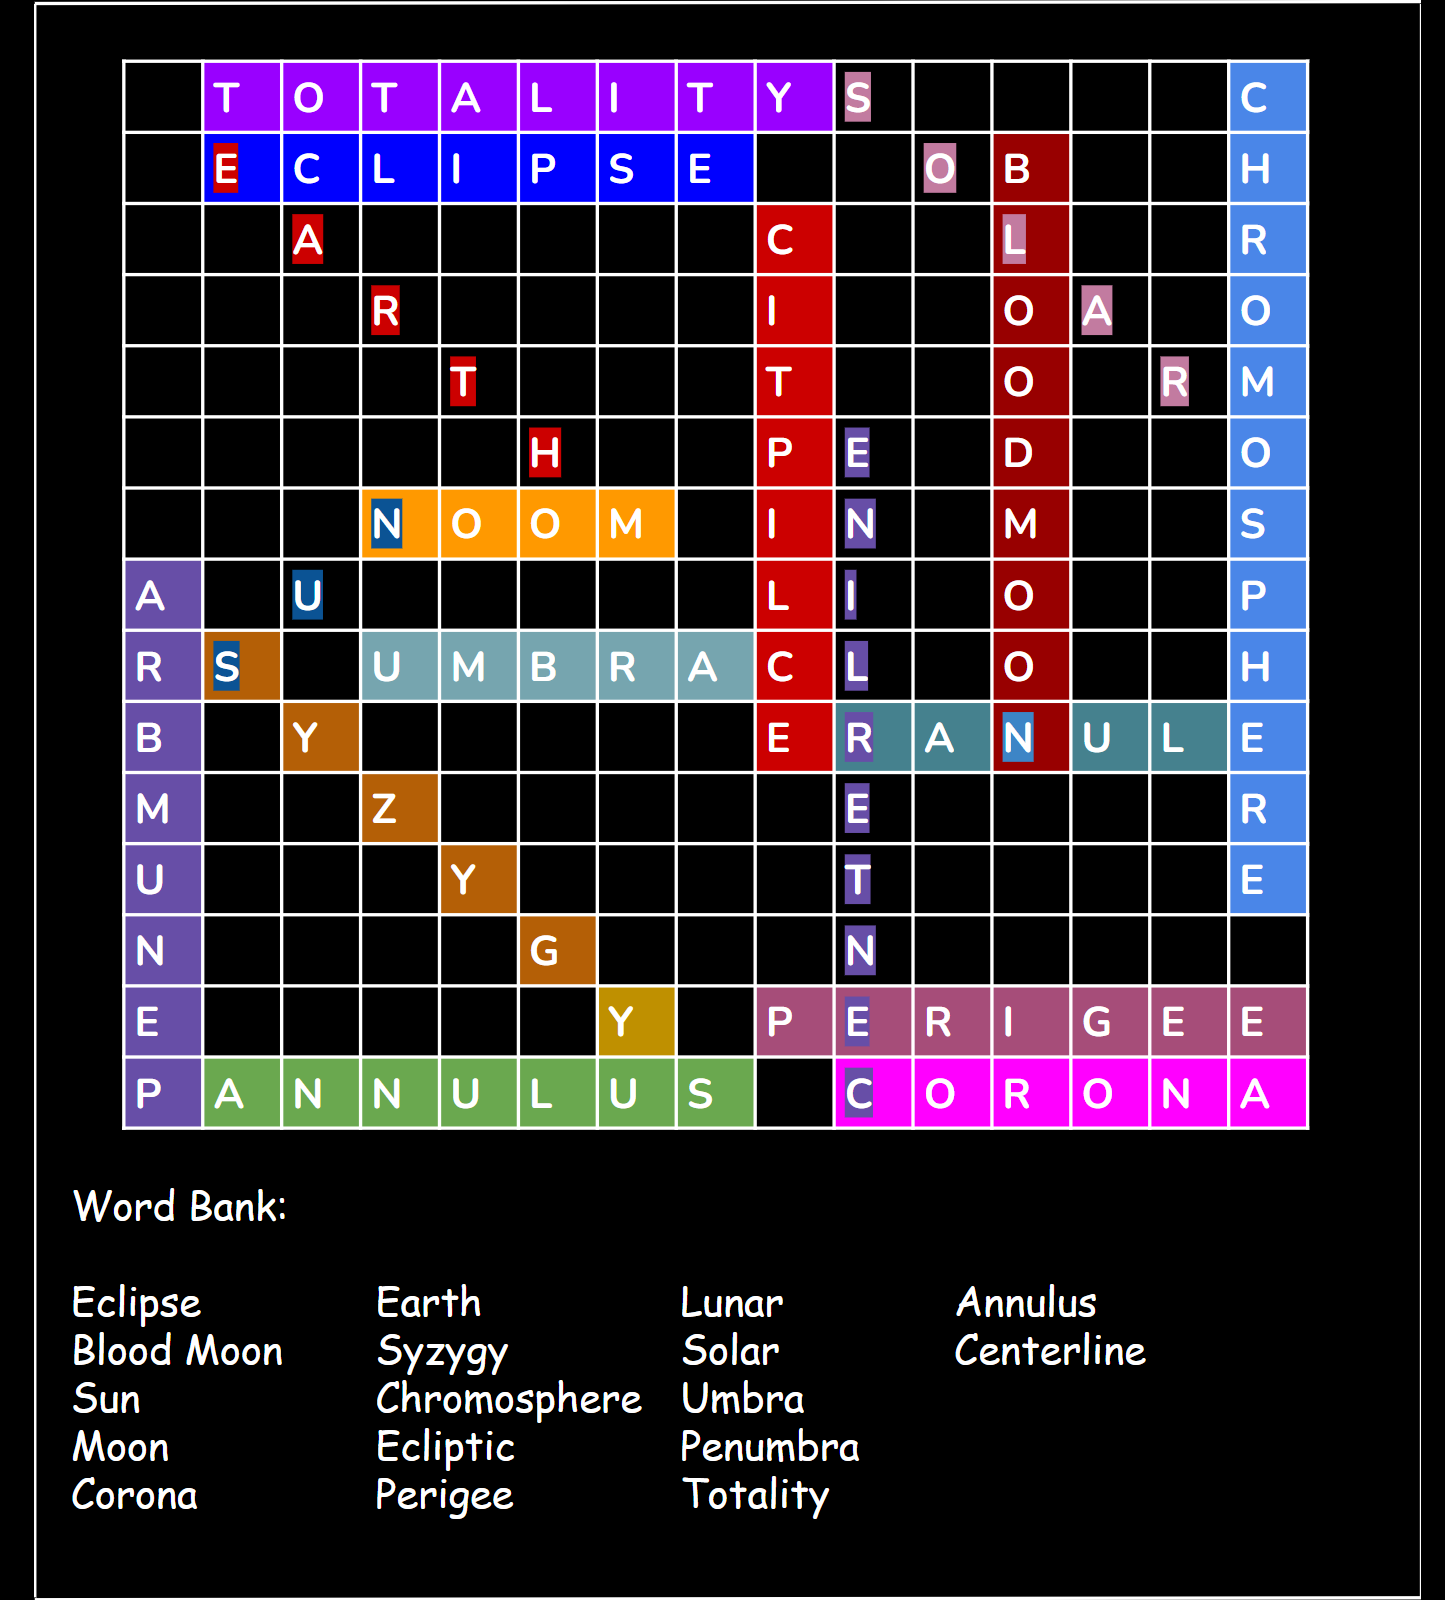 T O T A L I T Y S C
E C L I P S E O B H
A C L R
R I O A O
T T O R M
H P E D O
N O O M I N M S
A U L I O P
R S U M B R A C L O H
B Y E R A N U L E
M Z E R
U Y T E
N G N
E Y P E R I G E E
P A N N U L U S C O R O N A
Word Bank:
Eclipse Earth Lunar Annulus
Blood Moon Syzygy Solar Centerline
Sun Chromosphere Umbra
Moon Ecliptic Penumbra
Corona Perigee Totality